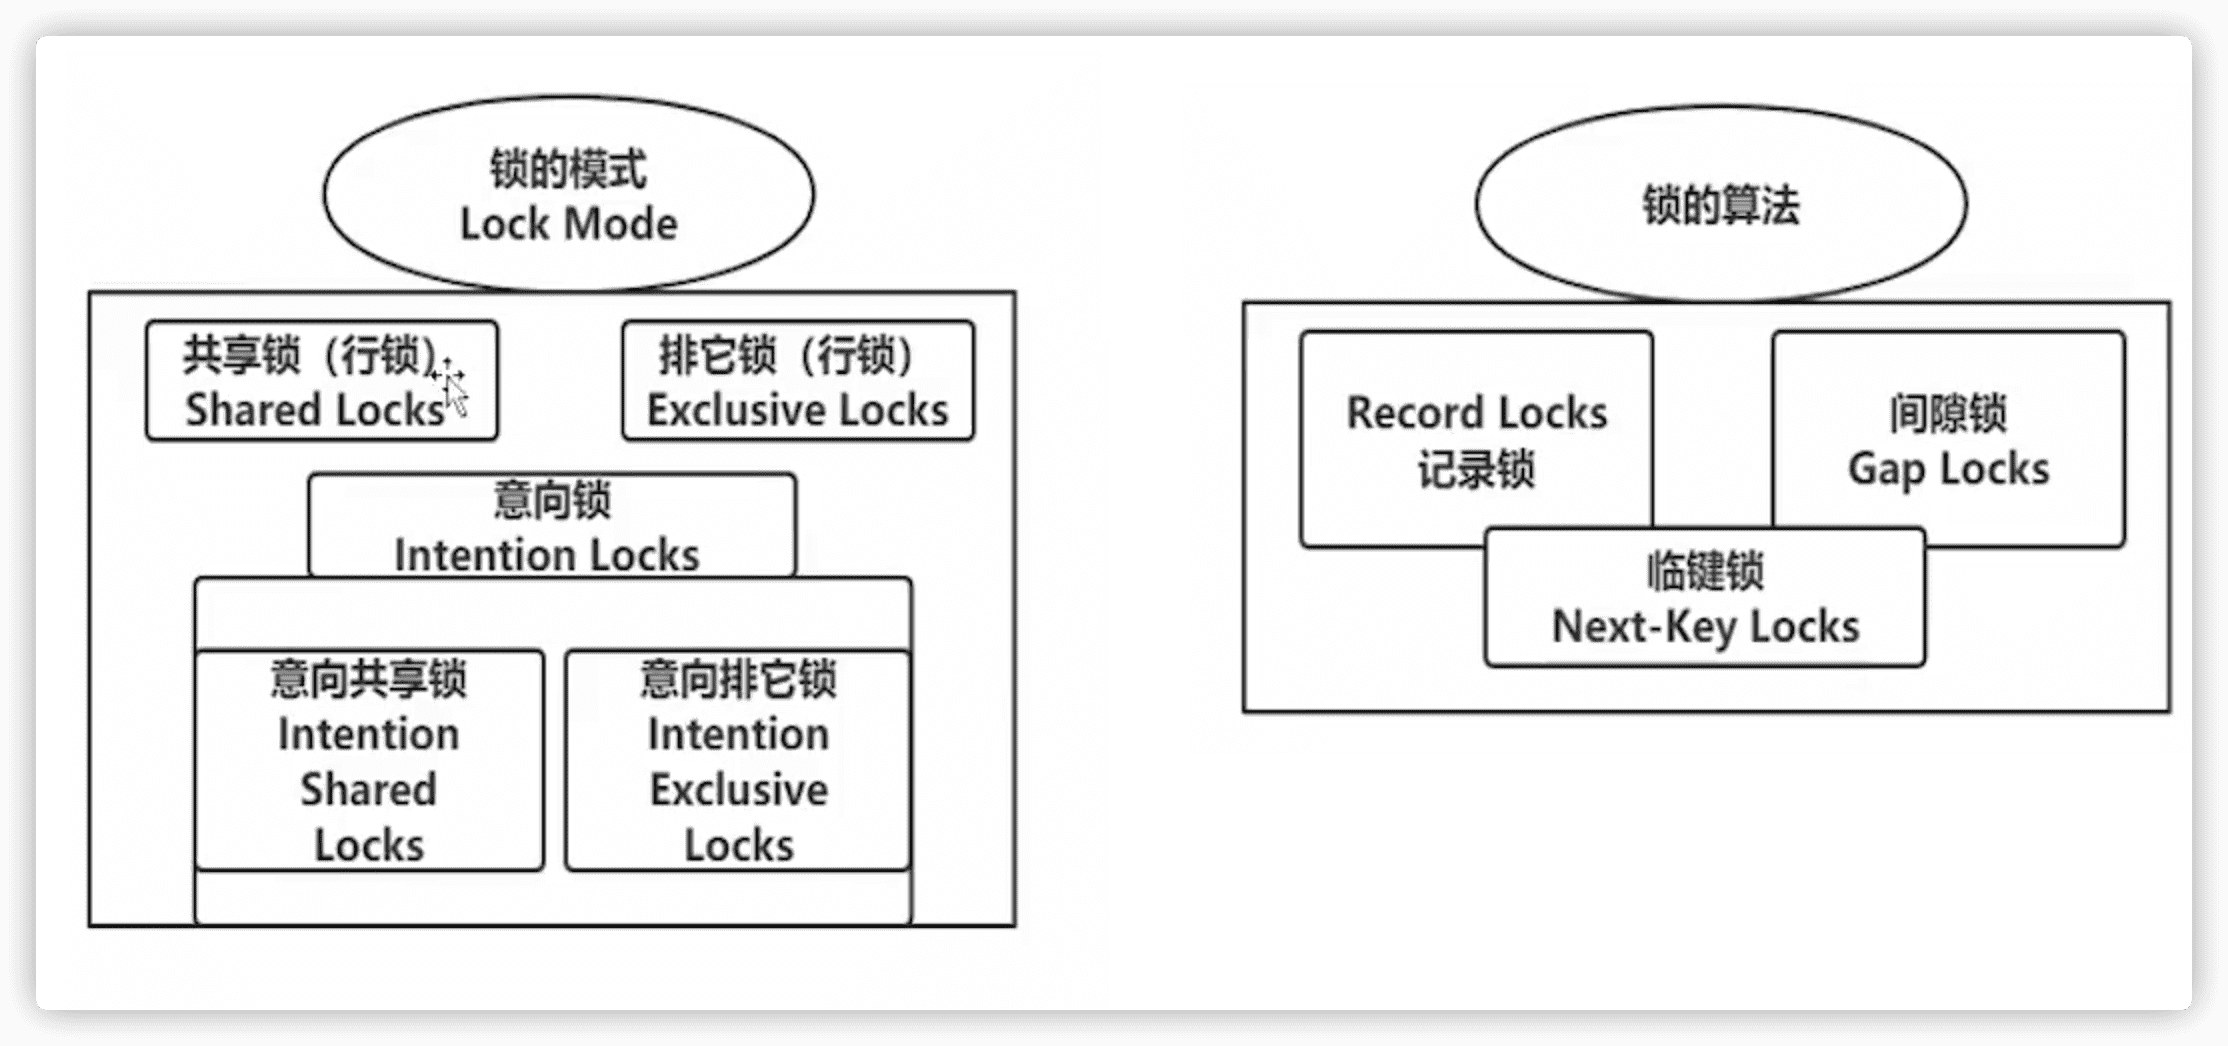 锁的模式
Lock Mode
共享锁（行锁）
Shared Locks
排它锁（行锁）
Exclusive Locks
意向锁
Intention Locks
意向共享锁
Intention
Shared
Locks
意向排它锁
Intention
Exclusive
Locks
锁的算法
Record Locks
记录锁
间隙锁
Gap Locks
临键锁
Next-Key Locks